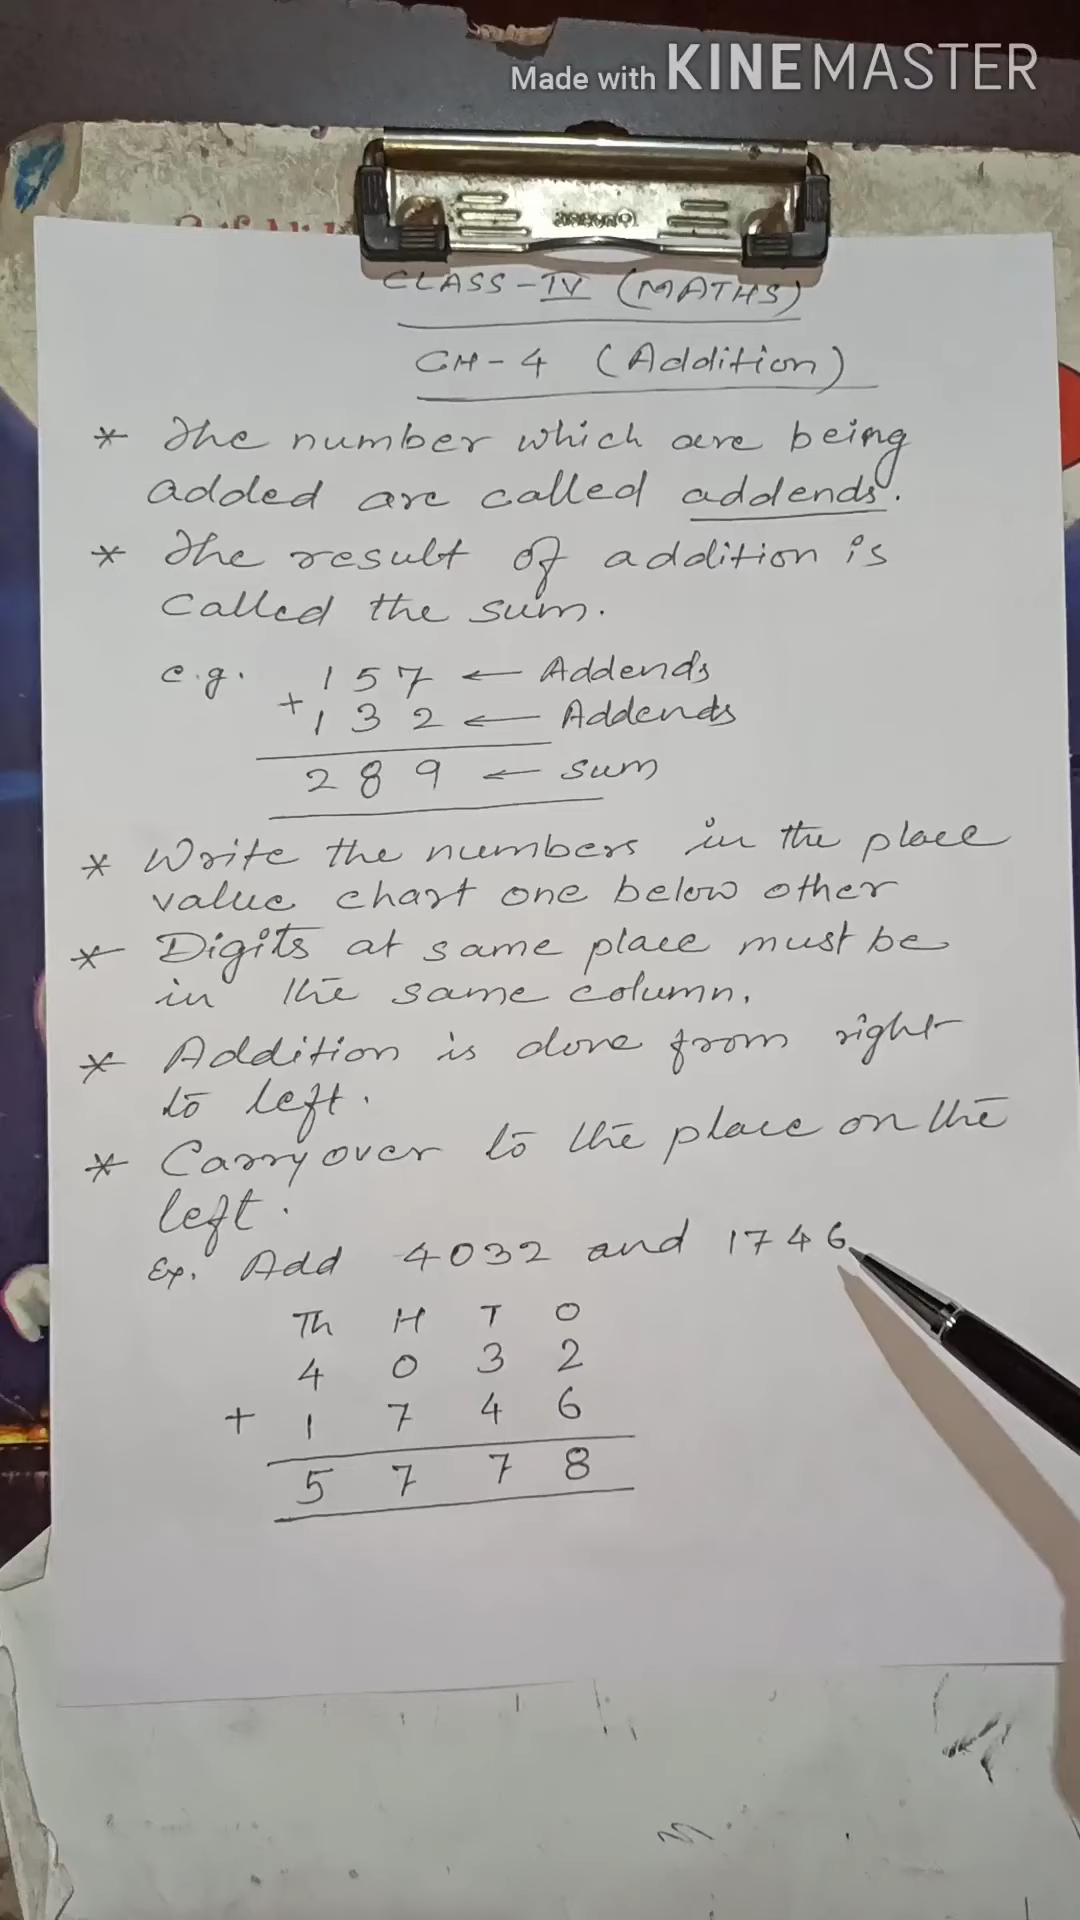 Made with KINEMASTER
CLASS-IV (MATHS)
CH-4 (Addition)
* The number which are being
added are called addends.
* The result of addition is
Called the sum.
e.g. 157 ← Addends
+ 132 ← Addends
289 ← sum
* Write the numbers in the place
value chart one below other
* Digits at same place must be
in the same column.
* Addition is done from right
to left.
* Carryover to the place on the
left.
Ex. Add 4032 and 1746
Th H T O
4 0 3 2
+ 1 7 4 6
5 7 7 8